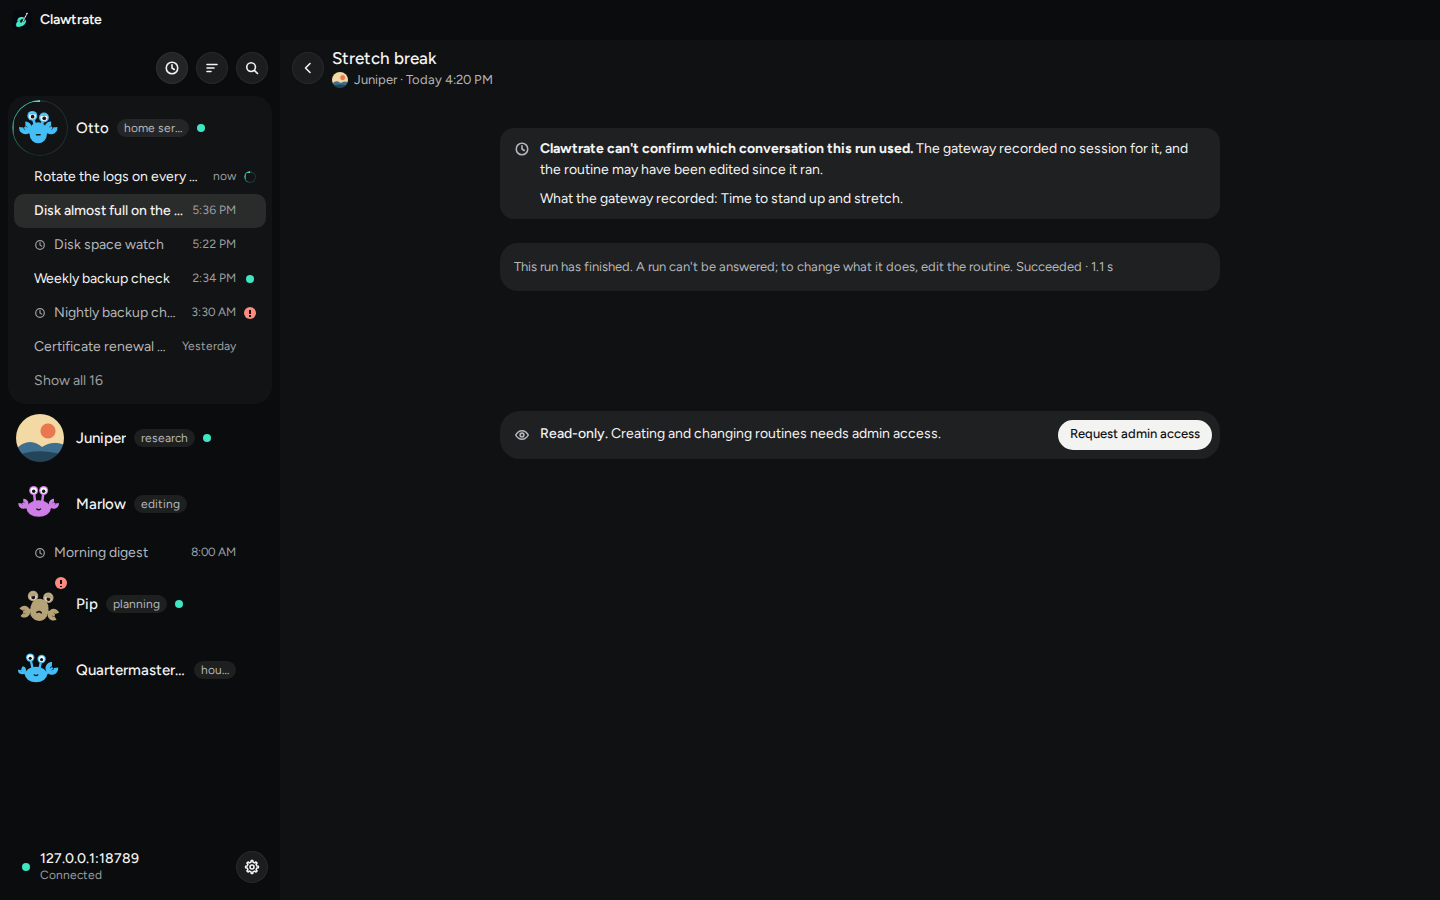 Clawtrate
Otto home ser...
Rotate the logs on every ... now
Disk almost full on the ... 5:36 PM
Disk space watch 5:22 PM
Weekly backup check 2:34 PM
Nightly backup ch... 3:30 AM
Certificate renewal ... Yesterday
Show all 16
Juniper research
Marlow editing
Morning digest 8:00 AM
Pip planning
Quartermaster... hou...
127.0.0.1:18789
Connected
Stretch break
Juniper · Today 4:20 PM
Clawtrate can't confirm which conversation this run used. The gateway recorded no session for it, and
the routine may have been edited since it ran.
What the gateway recorded: Time to stand up and stretch.
This run has finished. A run can't be answered; to change what it does, edit the routine. Succeeded · 1.1 s
Read-only. Creating and changing routines needs admin access.
Request admin access